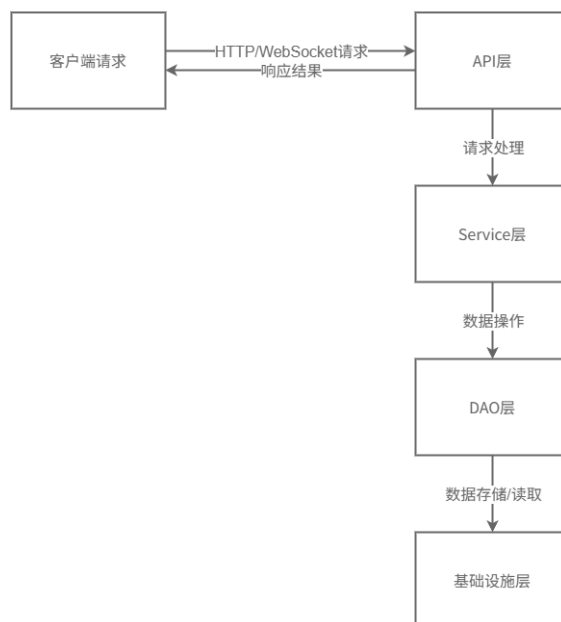 客户端请求
HTTP/WebSocket请求
响应结果
API层
请求处理
Service层
数据操作
DAO层
数据存储/读取
基础设施层